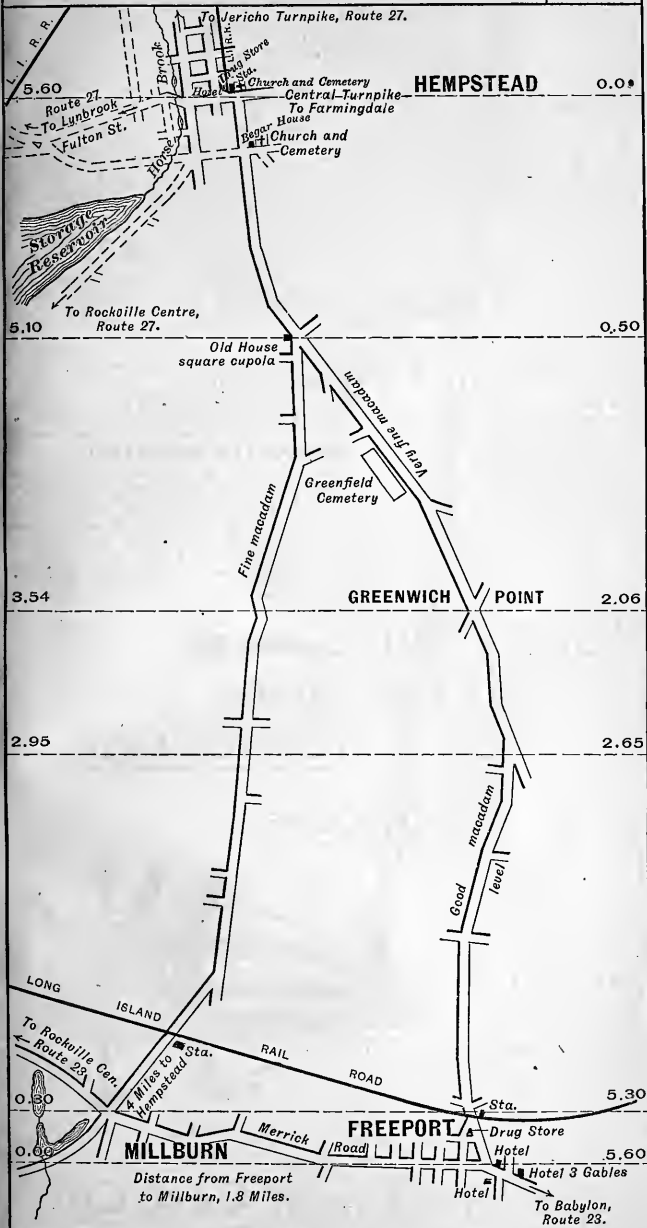 To Jericho Turnpike, Route 27.
L. I. R. R.
L.I.R.R.
Brook
Drug Store
Sta.
Hotel
Church and Cemetery
HEMPSTEAD
5.60
0.00
Central Turnpike
To Farmingdale
Route 27
To Lynbrook
Fulton St.
Horse
Begar House
Church and
Cemetery
Storage
Reservoir
To Rockville Centre,
Route 27.
5.10
0.50
Old House
square cupola
Very fine macadam
Greenfield
Cemetery
Fine macadam
3.54
GREENWICH POINT
2.06
2.95
2.65
Good macadam
level
LONG ISLAND RAIL ROAD
To Rockville Cen.
Route 23
Sta.
4 Miles to
Hempstead
0.30
Sta.
5.30
FREEPORT
Drug Store
Merrick Road
MILLBURN
Hotel
0.00
5.60
Hotel 3 Gables
Distance from Freeport
to Millburn, 1.8 Miles.
Hotel
To Babylon,
Route 23.